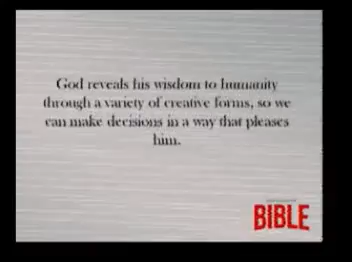 God reveals his wisdom to humanity
through a variety of creative forms, so we
can make decisions in a way that pleases
him.
BIBLE